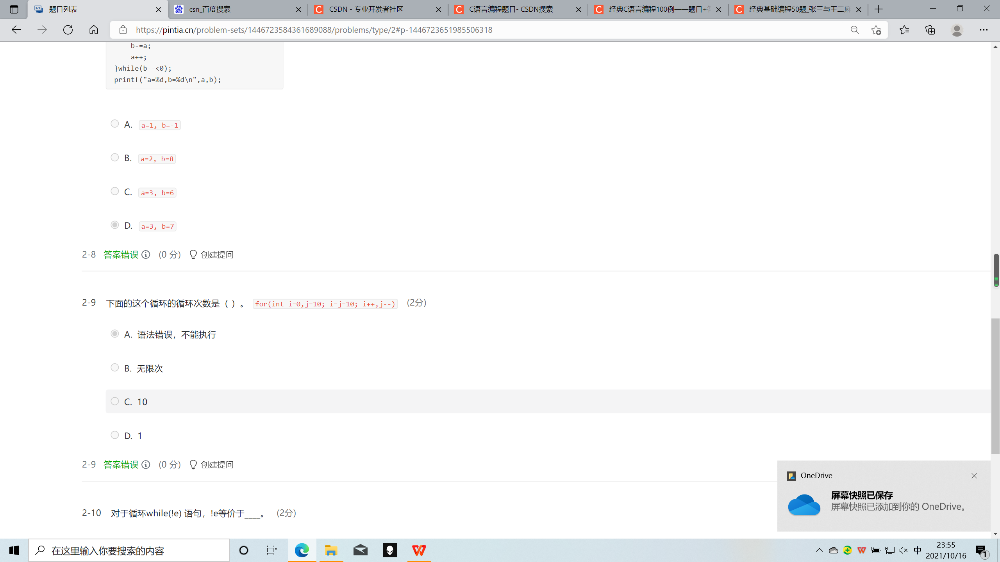 题目列表
csn_百度搜索
CSDN - 专业开发者社区
C语言编程题目- CSDN搜索
经典C语言编程100例——题目+
经典基础编程50题_张三与王二麻
https://pintia.cn/problem-sets/1446723584361689088/problems/type/2#p-1446723651985506318
b-=a;
a++;
}while(b--<0);
printf("a=%d,b=%d\n",a,b);
A. a=1, b=-1
B. a=2, b=8
C. a=3, b=6
D. a=3, b=7
2-8 答案错误 (0 分) 创建提问
2-9 下面的这个循环的循环次数是（ ）。 for(int i=0,j=10; i=j=10; i++,j--) (2分)
A. 语法错误，不能执行
B. 无限次
C. 10
D. 1
2-9 答案错误 (0 分) 创建提问
OneDrive
屏幕快照已保存
屏幕快照已添加到你的 OneDrive。
2-10 对于循环while(!e) 语句，!e等价于____。 (2分)
在这里输入你要搜索的内容
中
23:55
2021/10/16
1